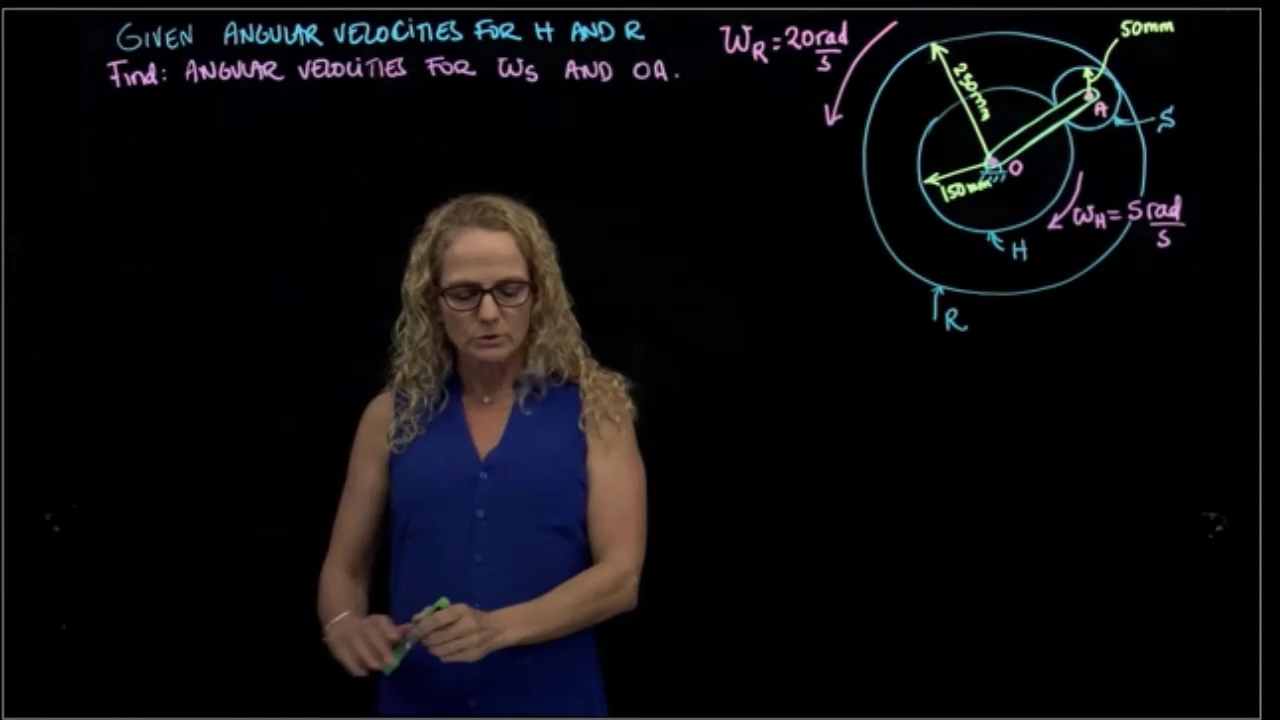 GIVEN ANGULAR VELOCITIES FOR H AND R
Find: ANGULAR VELOCITIES FOR ωs AND OA.
ωR = 20 rad/s
250mm
50mm
A
S
O
150mm
ωH = 5 rad/s
H
R